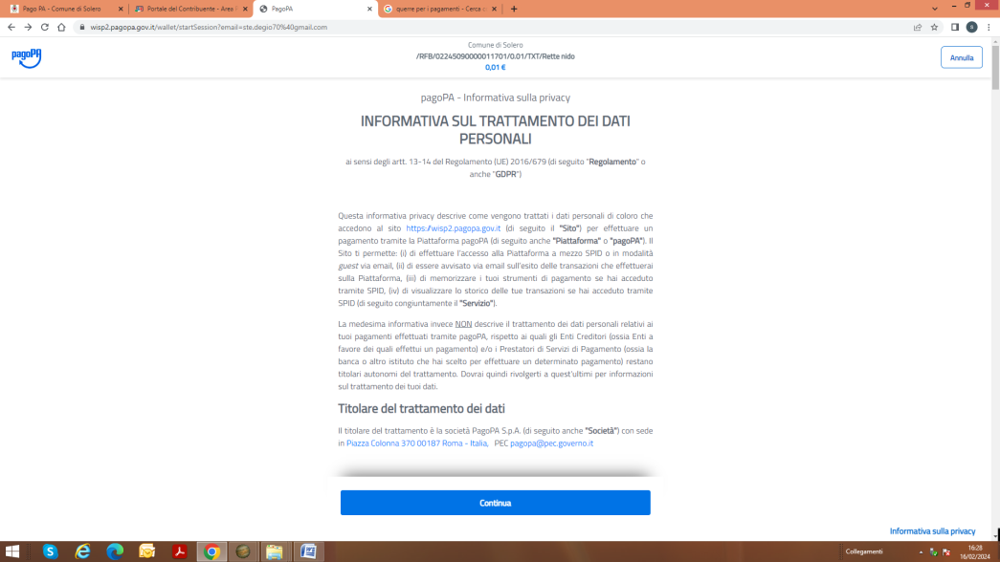 Pago PA - Comune di Solero
Portale del Contribuente - Area
PagoPA
querre per i pagamenti - Cerca
wisp2.pagopa.gov.it/wallet/startSession?email=ste.degio70%40gmail.com
pagoPA
Comune di Solero
/RFB/02245090000011701/0.01/TXT/Rette nido
0,01 €
Annulla
pagoPA - Informativa sulla privacy
INFORMATIVA SUL TRATTAMENTO DEI DATI
PERSONALI
ai sensi degli artt. 13-14 del Regolamento (UE) 2016/679 (di seguito "Regolamento" o
anche "GDPR")
Questa informativa privacy descrive come vengono trattati i dati personali di coloro che
accedono al sito https://wisp2.pagopa.gov.it (di seguito il "Sito") per effettuare un
pagamento tramite la Piattaforma pagoPA (di seguito anche "Piattaforma" o "pagoPA"). Il
Sito ti permette: (i) di effettuare l'accesso alla Piattaforma a mezzo SPID o in modalità
guest via email, (ii) di essere avvisato via email sull'esito delle transazioni che effettuerai
sulla Piattaforma, (iii) di memorizzare i tuoi strumenti di pagamento se hai acceduto
tramite SPID, (iv) di visualizzare lo storico delle tue transazioni se hai acceduto tramite
SPID (di seguito congiuntamente il "Servizio").
La medesima informativa invece NON descrive il trattamento dei dati personali relativi ai
tuoi pagamenti effettuati tramite pagoPA, rispetto ai quali gli Enti Creditori (ossia Enti a
favore dei quali effettui un pagamento) e/o i Prestatori di Servizi di Pagamento (ossia la
banca o altro istituto che hai scelto per effettuare un determinato pagamento) restano
titolari autonomi del trattamento. Dovrai quindi rivolgerti a quest'ultimi per informazioni
sul trattamento dei tuoi dati.
Titolare del trattamento dei dati
Il titolare del trattamento è la società PagoPA S.p.A. (di seguito anche "Società") con sede
in Piazza Colonna 370 00187 Roma - Italia, PEC pagopa@pec.governo.it
Continua
Informativa sulla privacy
Collegamenti
16:28
16/02/2024